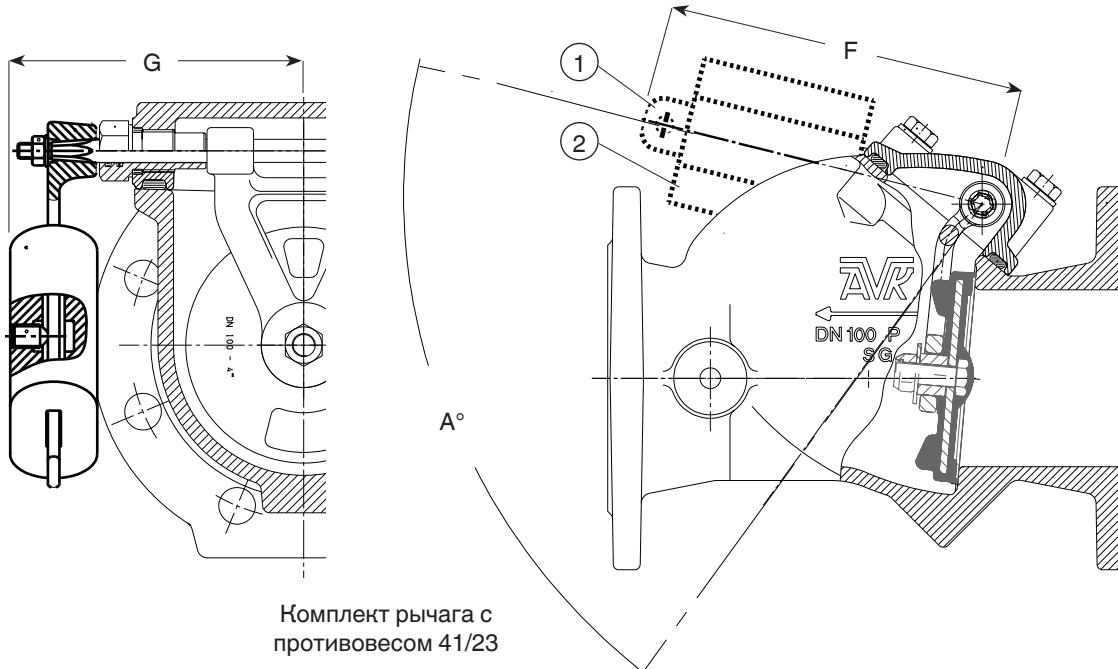 G
F
1
2
AVK
DN 100 P
SG
DN 100 - 4"
A°
Комплект рычага с
противовесом 41/23